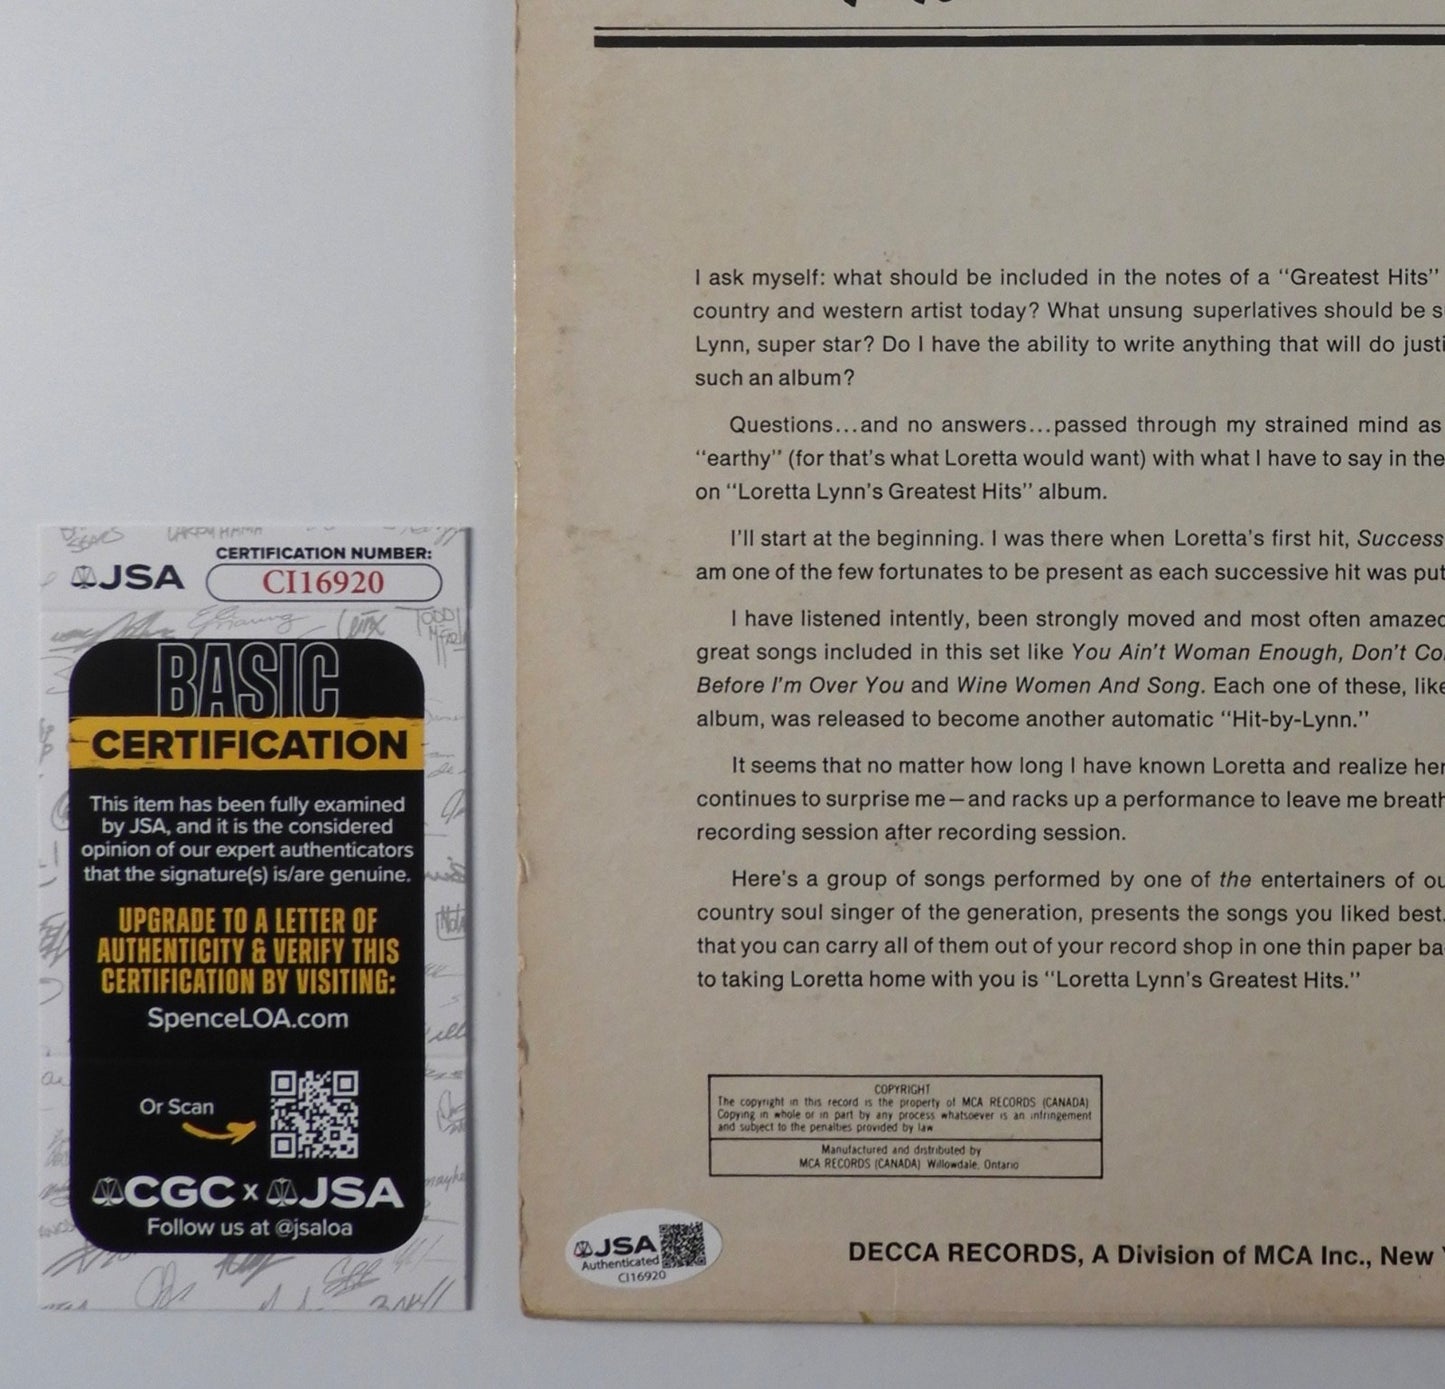 CERTIFICATION NUMBER:
JSA
CI16920
BASIC
CERTIFICATION
This item has been fully examined
by JSA, and it is the considered
opinion of our expert authenticators
that the signature(s) is/are genuine.
UPGRADE TO A LETTER OF
AUTHENTICITY & VERIFY THIS
CERTIFICATION BY VISITING:
SpenceLOA.com
Or Scan
CGC x JSA
Follow us at @jsaloa
I ask myself: what should be included in the notes of a "Greatest Hits"
country and western artist today? What unsung superlatives should be s
Lynn, super star? Do I have the ability to write anything that will do justi
such an album?
Questions...and no answers...passed through my strained mind as
"earthy" (for that's what Loretta would want) with what I have to say in the
on "Loretta Lynn's Greatest Hits" album.
I'll start at the beginning. I was there when Loretta's first hit, Success
am one of the few fortunates to be present as each successive hit was put
I have listened intently, been strongly moved and most often amazed
great songs included in this set like You Ain't Woman Enough, Don't Co
Before I'm Over You and Wine Women And Song. Each one of these, like
album, was released to become another automatic "Hit-by-Lynn."
It seems that no matter how long I have known Loretta and realize her
continues to surprise me—and racks up a performance to leave me breath
recording session after recording session.
Here's a group of songs performed by one of the entertainers of ou
country soul singer of the generation, presents the songs you liked best.
that you can carry all of them out of your record shop in one thin paper ba
to taking Loretta home with you is "Loretta Lynn's Greatest Hits."
COPYRIGHT
The copyright in this record is the property of MCA RECORDS (CANADA)
Copying in whole or in part by any process whatsoever is an infringement
and subject to the penalties provided by law
Manufactured and distributed by
MCA RECORDS (CANADA) Willowdale, Ontario
JSA
Authenticated
CI16920
DECCA RECORDS, A Division of MCA Inc., New